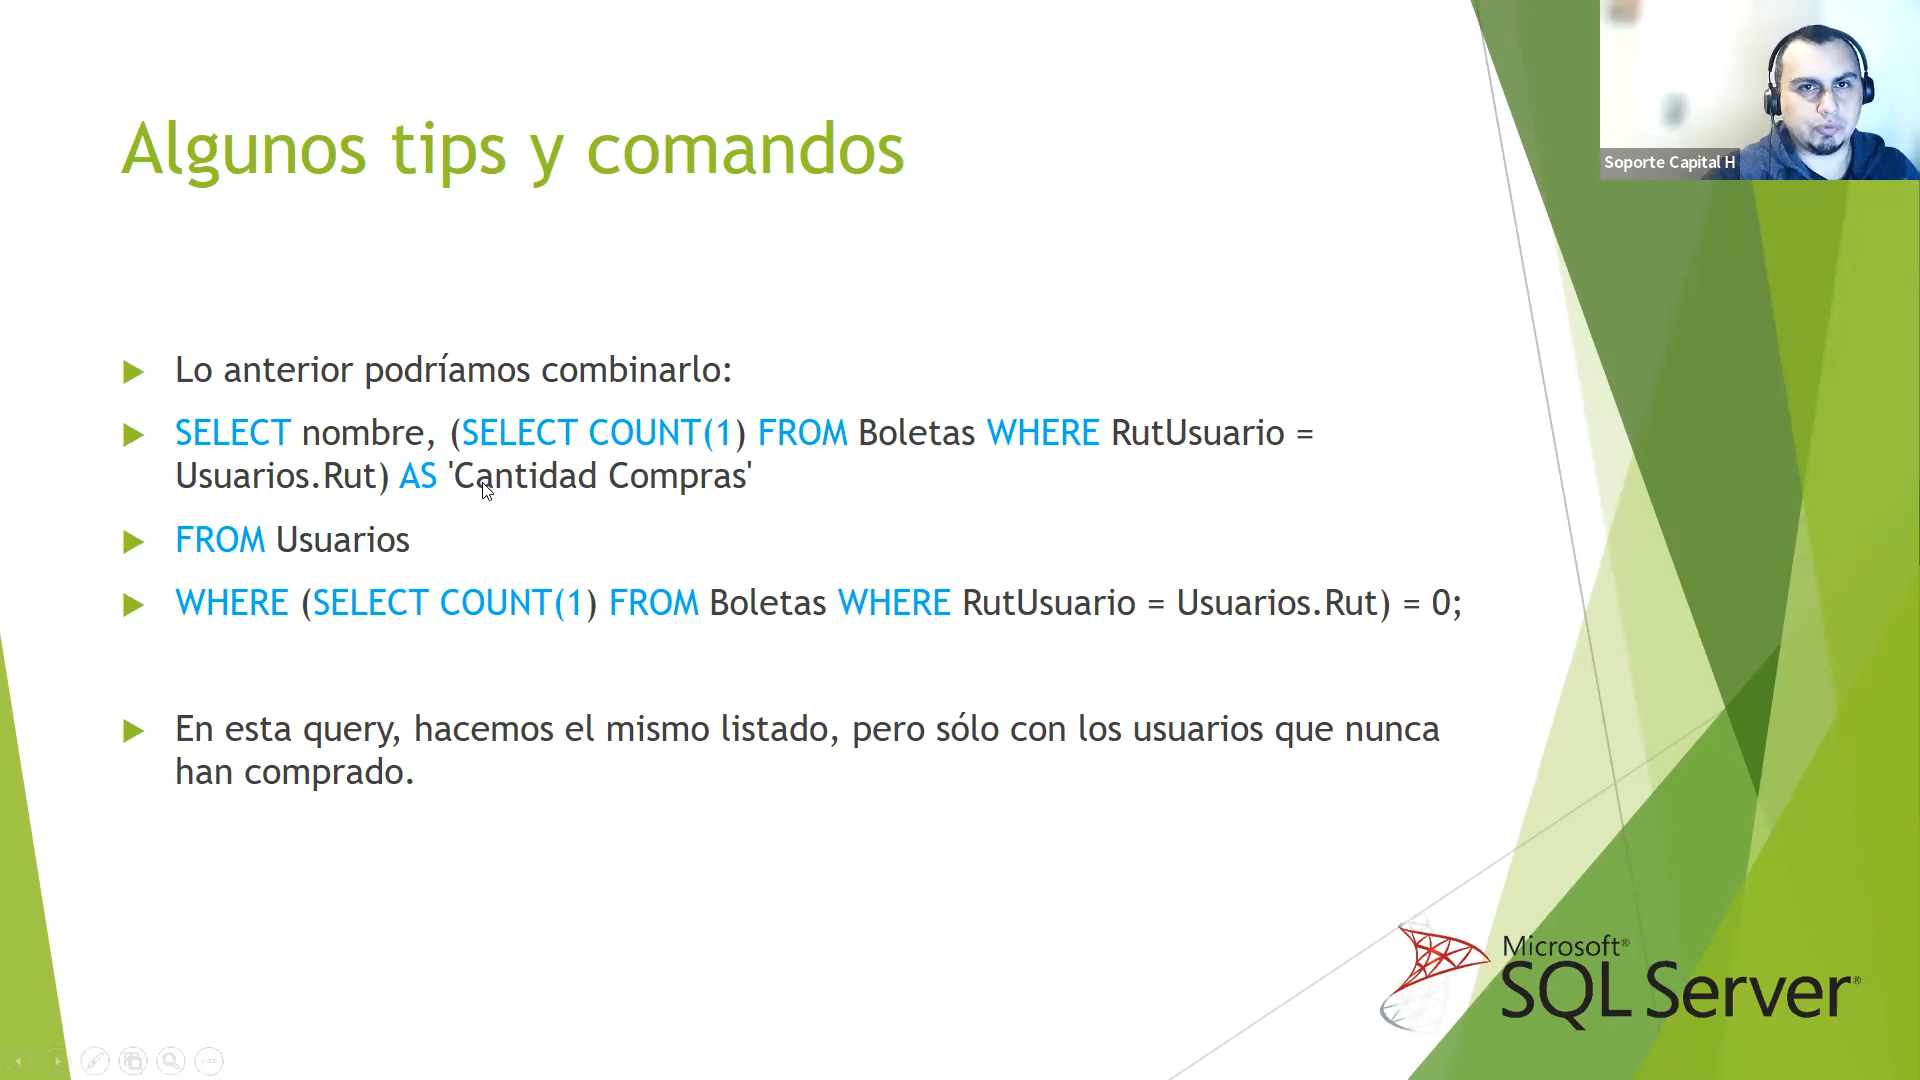 Algunos tips y comandos
Soporte Capital H
Lo anterior podríamos combinarlo:
SELECT nombre, (SELECT COUNT(1) FROM Boletas WHERE RutUsuario =
Usuarios.Rut) AS 'Cantidad Compras'
FROM Usuarios
WHERE (SELECT COUNT(1) FROM Boletas WHERE RutUsuario = Usuarios.Rut) = 0;
En esta query, hacemos el mismo listado, pero sólo con los usuarios que nunca
han comprado.
Microsoft®
SQL Server®